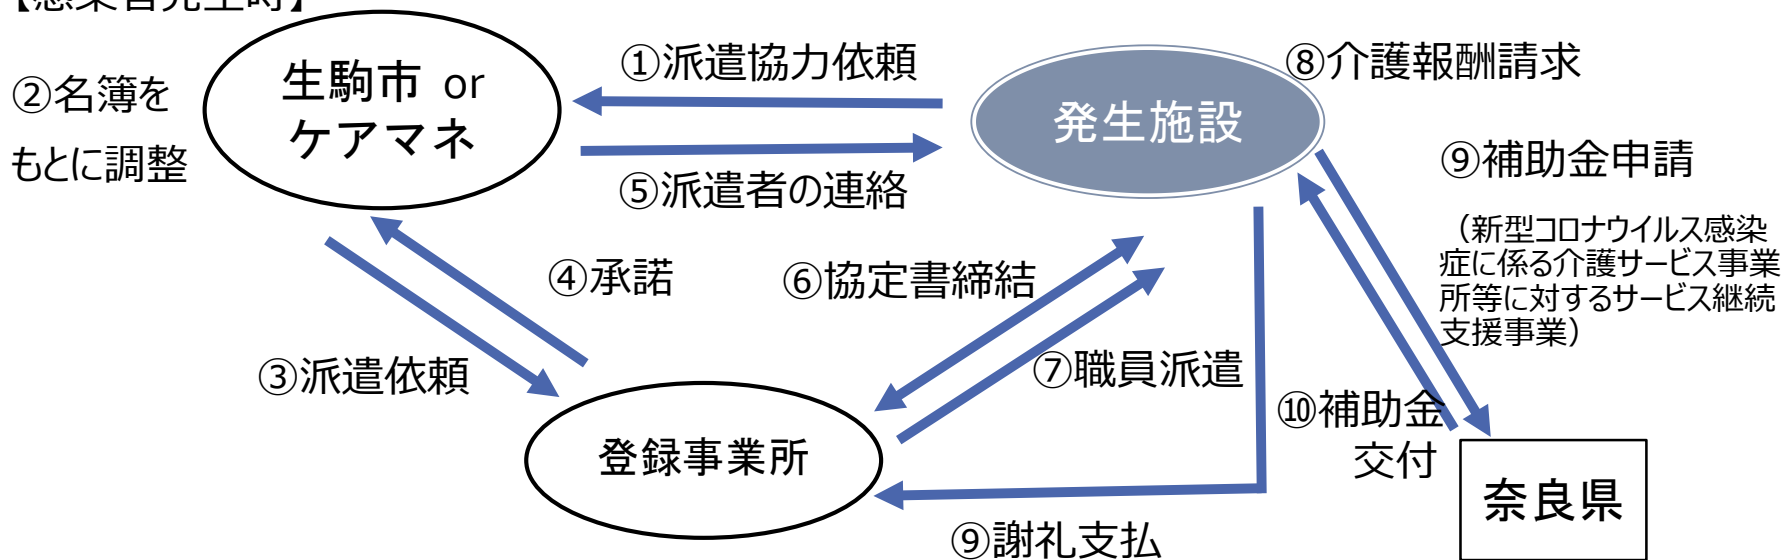 【感染者発生時】
生駒市 or
ケアマネ
②名簿を
もとに調整
①派遣協力依頼
発生施設
⑧介護報酬請求
⑤派遣者の連絡
⑨補助金申請
（新型コロナウイルス感染
症に係る介護サービス事業
所等に対するサービス継続
支援事業）
④承諾
⑥協定書締結
③派遣依頼
⑦職員派遣
⑩補助金
交付
登録事業所
奈良県
⑨謝礼支払